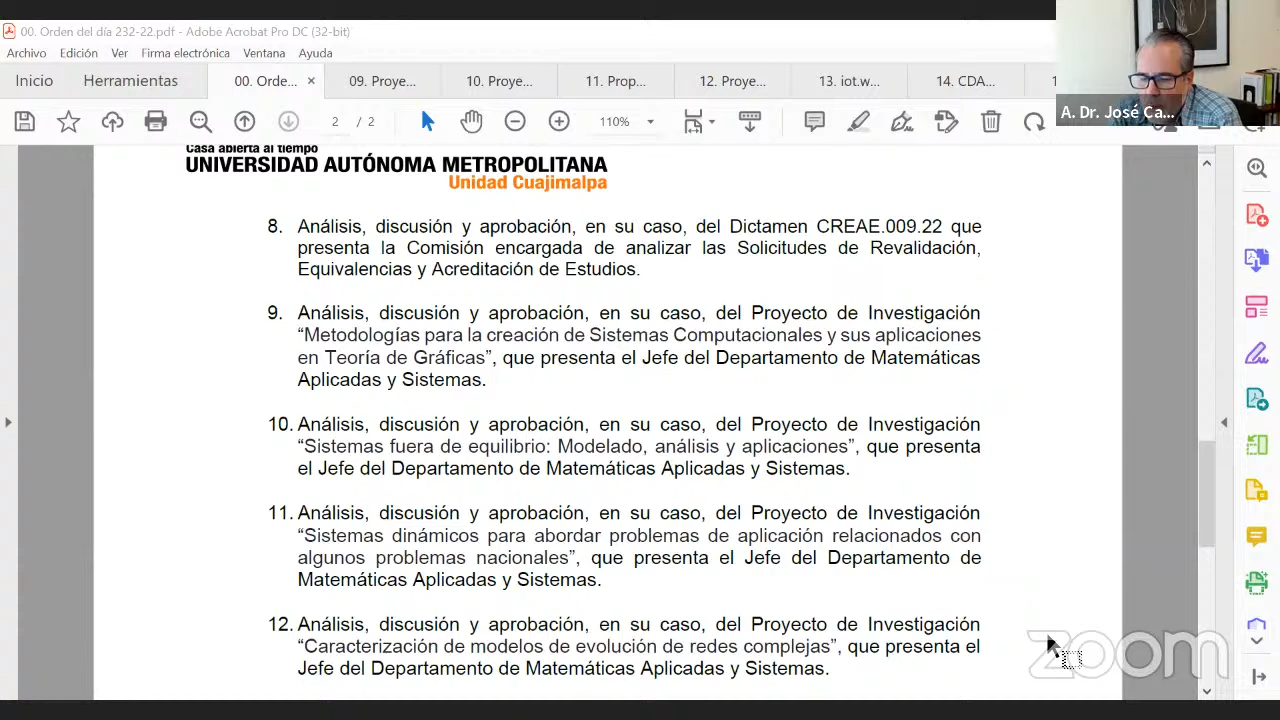 00. Orden del día 232-22.pdf - Adobe Acrobat Pro DC (32-bit)
Archivo Edición Ver Firma electrónica Ventana Ayuda
Inicio Herramientas 00. Orde... × 09. Proye... 10. Proye... 11. Prop... 12. Proye... 13. iot.w... 14. CDA...
2 / 2 110%
A. Dr. José Ca...
Casa abierta al tiempo
UNIVERSIDAD AUTÓNOMA METROPOLITANA
Unidad Cuajimalpa
8. Análisis, discusión y aprobación, en su caso, del Dictamen CREAE.009.22 que
presenta la Comisión encargada de analizar las Solicitudes de Revalidación,
Equivalencias y Acreditación de Estudios.
9. Análisis, discusión y aprobación, en su caso, del Proyecto de Investigación
“Metodologías para la creación de Sistemas Computacionales y sus aplicaciones
en Teoría de Gráficas”, que presenta el Jefe del Departamento de Matemáticas
Aplicadas y Sistemas.
10. Análisis, discusión y aprobación, en su caso, del Proyecto de Investigación
“Sistemas fuera de equilibrio: Modelado, análisis y aplicaciones”, que presenta
el Jefe del Departamento de Matemáticas Aplicadas y Sistemas.
11. Análisis, discusión y aprobación, en su caso, del Proyecto de Investigación
“Sistemas dinámicos para abordar problemas de aplicación relacionados con
algunos problemas nacionales”, que presenta el Jefe del Departamento de
Matemáticas Aplicadas y Sistemas.
12. Análisis, discusión y aprobación, en su caso, del Proyecto de Investigación
“Caracterización de modelos de evolución de redes complejas”, que presenta el
Jefe del Departamento de Matemáticas Aplicadas y Sistemas.
zoom